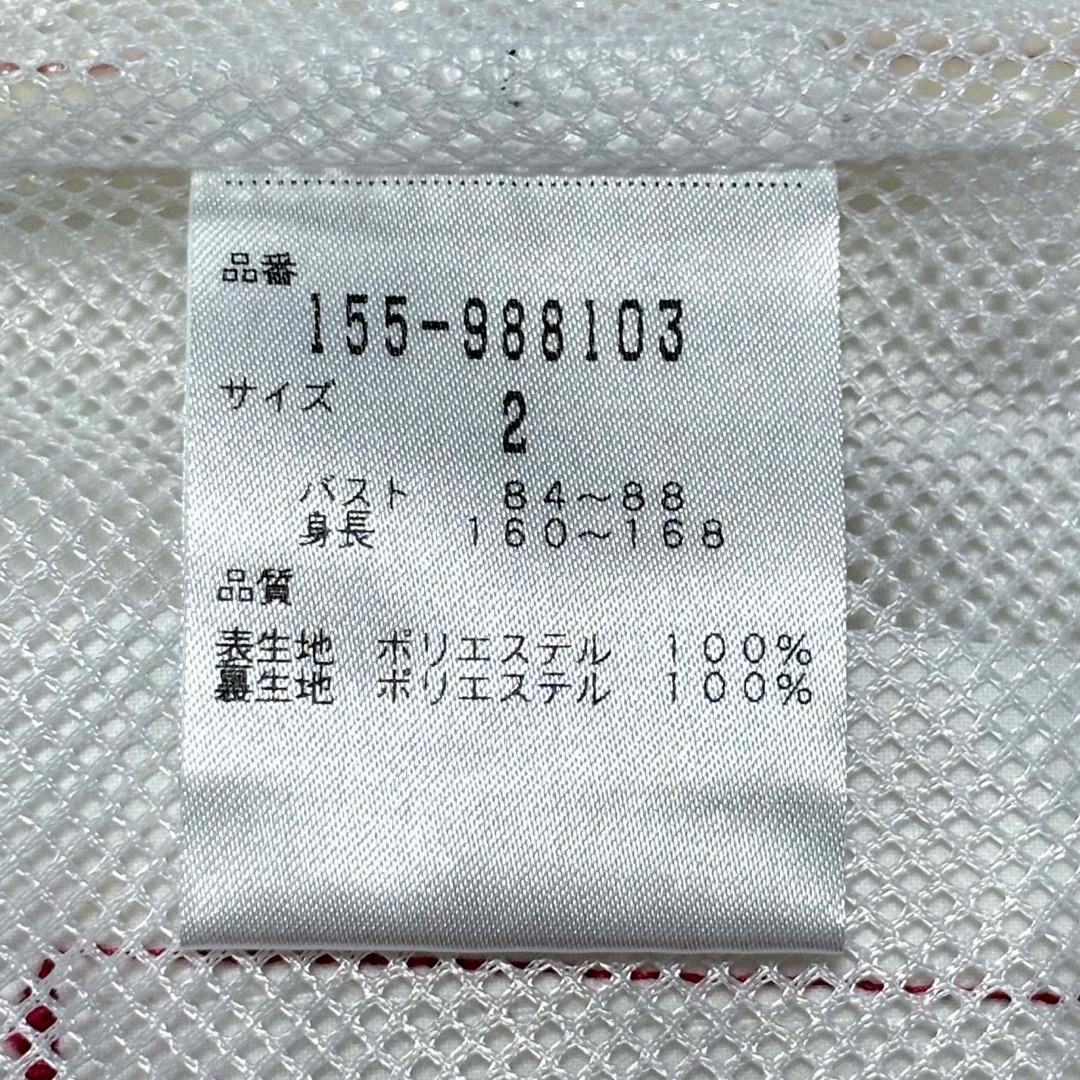 品番
155-988103
サイズ 2
バスト 84～88
身長 160～168
品質
表生地 ポリエステル 100%
裏生地 ポリエステル 100%